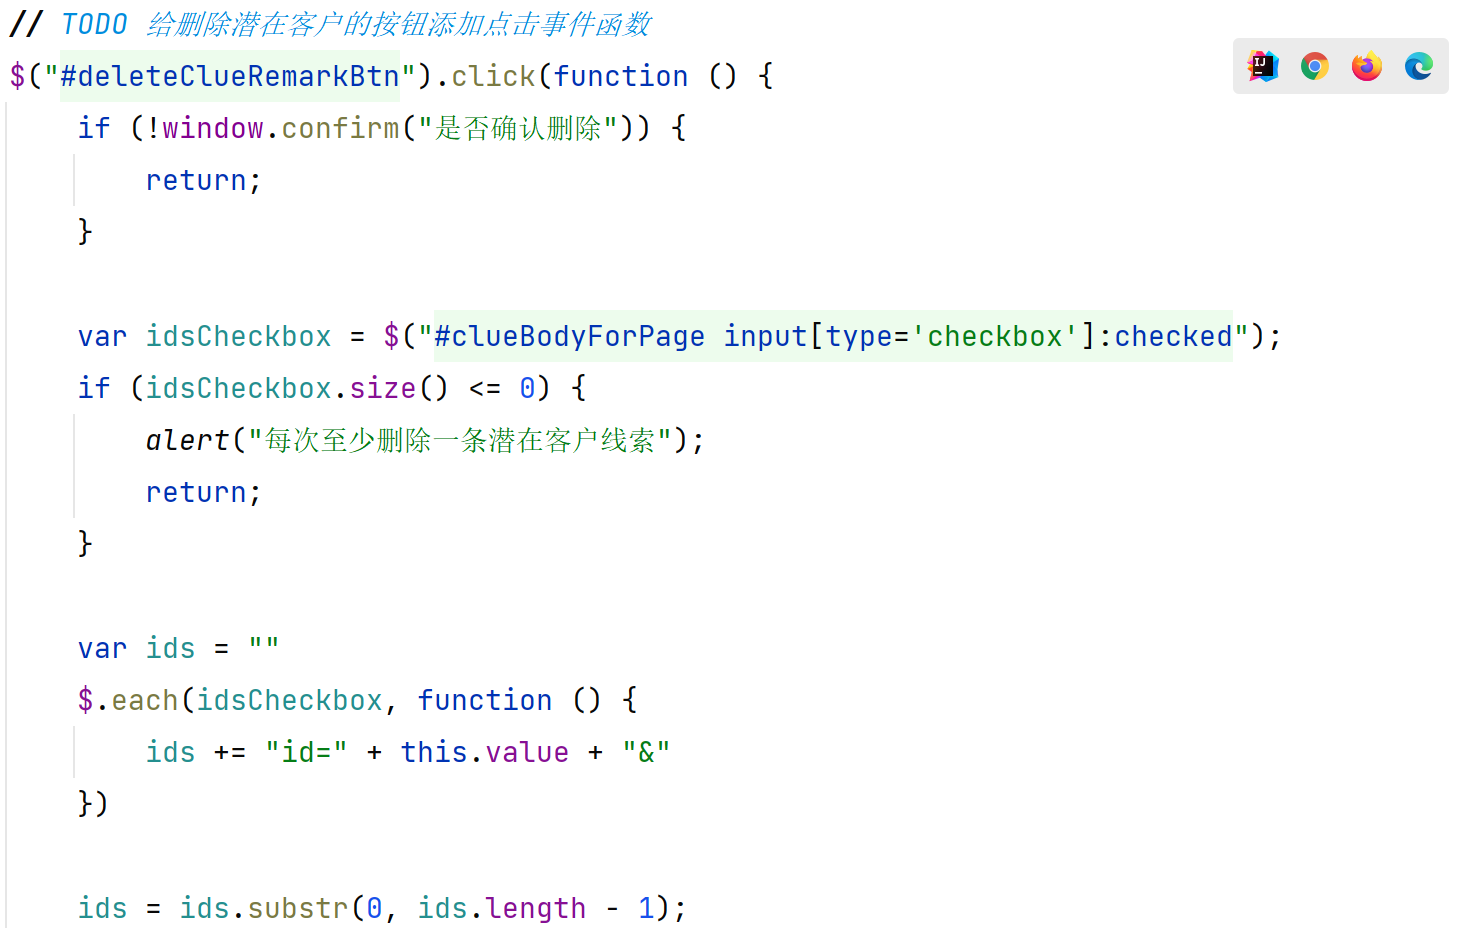 // TODO 给删除潜在客户的按钮添加点击事件函数
$("#deleteClueRemarkBtn").click(function () {
    if (!window.confirm("是否确认删除")) {
        return;
    }

    var idsCheckbox = $("#clueBodyForPage input[type='checkbox']:checked");
    if (idsCheckbox.size() <= 0) {
        alert("每次至少删除一条潜在客户线索");
        return;
    }

    var ids = ""
    $.each(idsCheckbox, function () {
        ids += "id=" + this.value + "&"
    })

    ids = ids.substr(0, ids.length - 1);